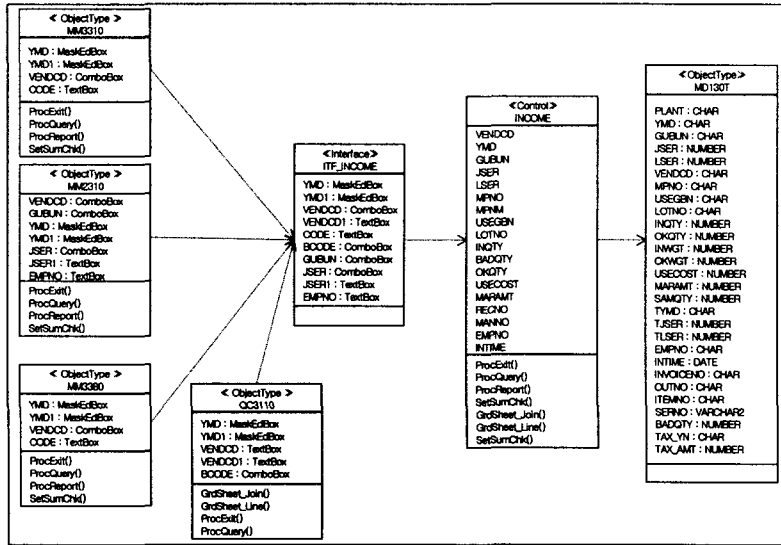 ≪ ObjectType ≫
MM3310
YMD : MaskEdBox
YMD1 : MaskEdBox
VENDCD : ComboBox
CODE : TextBox
ProcExit()
ProcQuery()
ProcReport()
SetSumChk()
≪ ObjectType ≫
MM2310
VENDCD : ComboBox
GUBUN : ComboBox
YMD : MaskEdBox
YMD1 : MaskEdBox
JSER : ComboBox
JSER1 : TextBox
EMPNO : TextBox
ProcExit()
ProcQuery()
ProcReport()
SetSumChk()
≪ ObjectType ≫
MM3380
YMD : MaskEdBox
YMD1 : MaskEdBox
VENDCD : ComboBox
CODE : TextBox
ProcExit()
ProcQuery()
ProcReport()
SetSumChk()
≪ ObjectType ≫
QC3110
YMD : MaskEdBox
YMD1 : MaskEdBox
VENDCD : TextBox
VENDCD1 : TextBox
BCODE : ComboBox
GrdSheet_Join()
GrdSheet_Line()
ProcExit()
ProcQuery()
≪Interface≫
ITF_INCOME
YMD : MaskEdBox
YMD1 : MaskEdBox
VENDCD : ComboBox
VENDCD1 : TextBox
CODE : TextBox
BCODE : ComboBox
GUBUN : ComboBox
JSER : ComboBox
JSER1 : TextBox
EMPNO : TextBox
≪Control≫
INCOME
VENDCD
YMD
GUBUN
JSER
LSER
MPNO
MPNM
USEGBN
LOTNO
INQTY
BADQTY
OKQTY
USECOST
MARAMT
RECNO
MANNO
EMPNO
INTIME
ProcExit()
ProcQuery()
ProcReport()
SetSumChk()
GrdSheet_Join()
GrdSheet_Line()
SetSumChk()
≪ObjectType≫
MD130T
PLANT : CHAR
YMD : CHAR
GUBUN : CHAR
JSER : NUMBER
LSER : NUMBER
VENDCD : CHAR
MPNO : CHAR
USEGBN : CHAR
LOTNO : CHAR
INQTY : NUMBER
OKQTY : NUMBER
INWGT : NUMBER
OKWGT : NUMBER
USECOST : NUMBER
MARAMT : NUMBER
SAMQTY : NUMBER
TYMD : CHAR
TJSER : NUMBER
TLSER : NUMBER
EMPNO : CHAR
INTIME : DATE
INVOICENO : CHAR
OUTNO : CHAR
ITEMNO : CHAR
SERNO : VARCHAR2
BADQTY : NUMBER
TAX_YN : CHAR
TAX_AMT : NUMBER